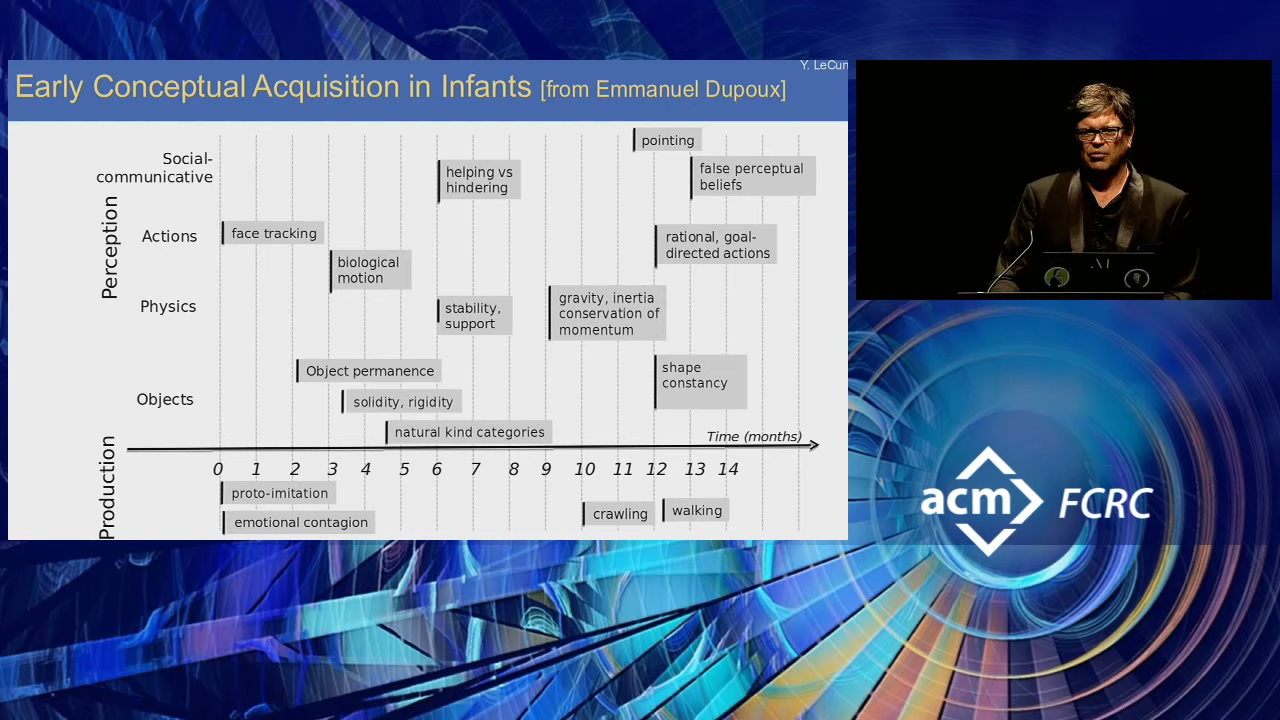 Y. LeCun
Early Conceptual Acquisition in Infants [from Emmanuel Dupoux]
pointing
Social-
communicative
helping vs
hindering
false perceptual
beliefs
Perception
Actions
face tracking
rational, goal-
directed actions
biological
motion
Physics
stability,
support
gravity, inertia
conservation of
momentum
Object permanence
shape
constancy
Objects
solidity, rigidity
natural kind categories
Time (months)
0 1 2 3 4 5 6 7 8 9 10 11 12 13 14
Production
proto-imitation
crawling
walking
emotional contagion
acm FCRC